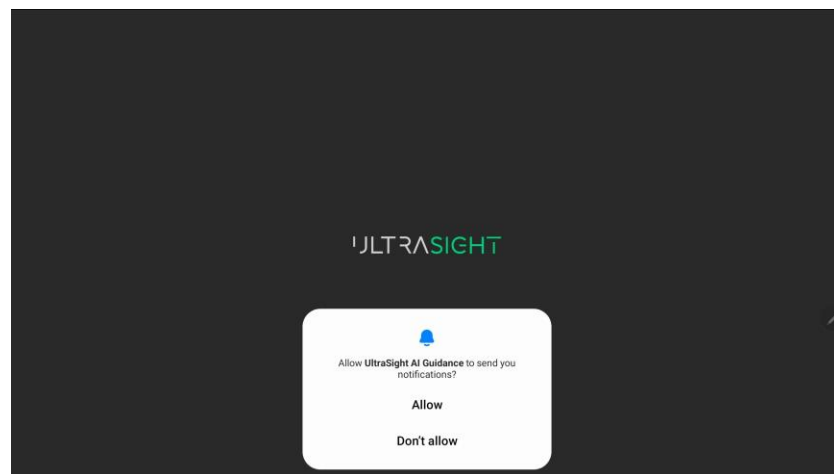 ULTRASIGHT
Allow UltraSight AI Guidance to send you
notifications?
Allow
Don't allow